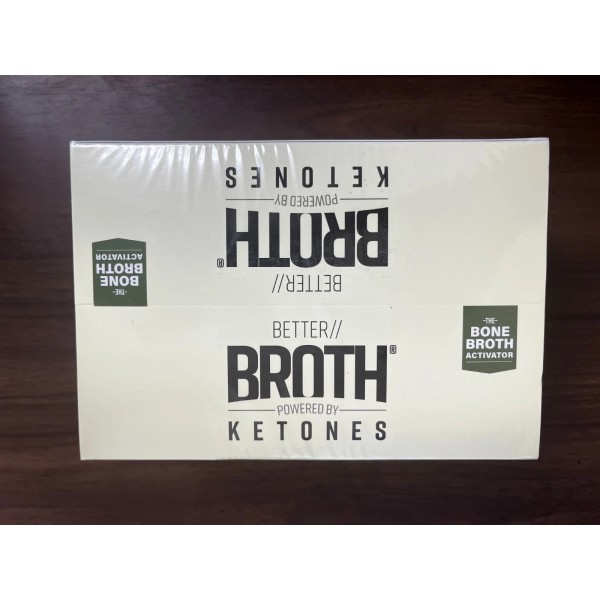 KETONES
POWERED BY
BROTH®
BETTER//
-THE-
BONE
BROTH
ACTIVATOR
BETTER//
BROTH®
POWERED BY
KETONES
-THE-
BONE
BROTH
ACTIVATOR